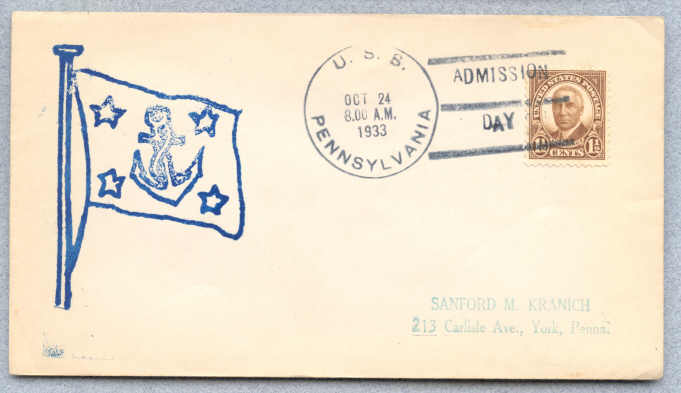 U. S. S.
OCT 24
8.00 A.M.
1933
PENNSYLVANIA
ADMISSION
DAY
UNITED STATES POSTAGE
1½ CENTS 1½
SANFORD M. KRANICH
213 Carlisle Ave., York, Penna.